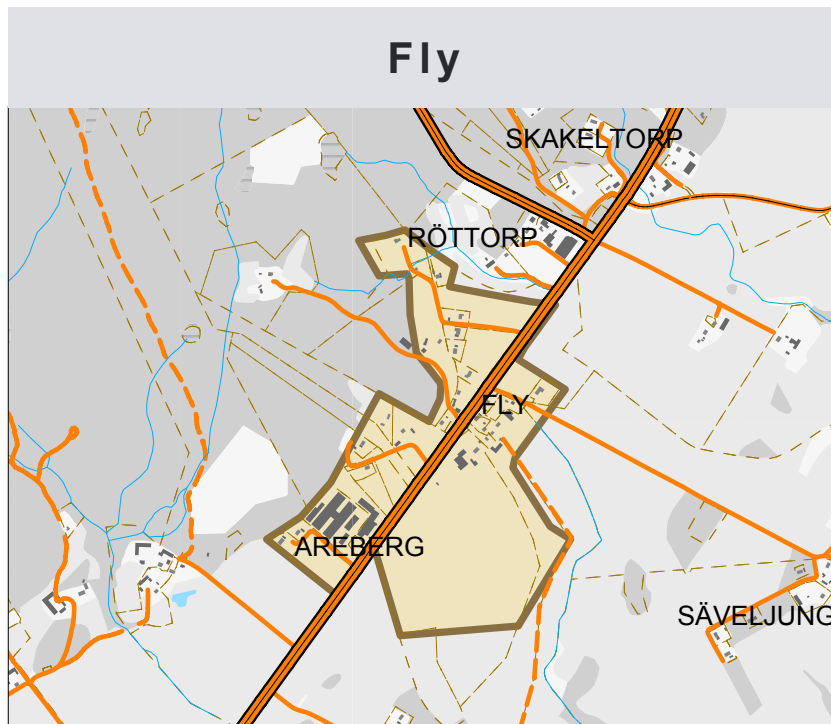 Fly
SKAKELTORP
RÖTTORP
FLY
AREBERG
SÄVELJUNG